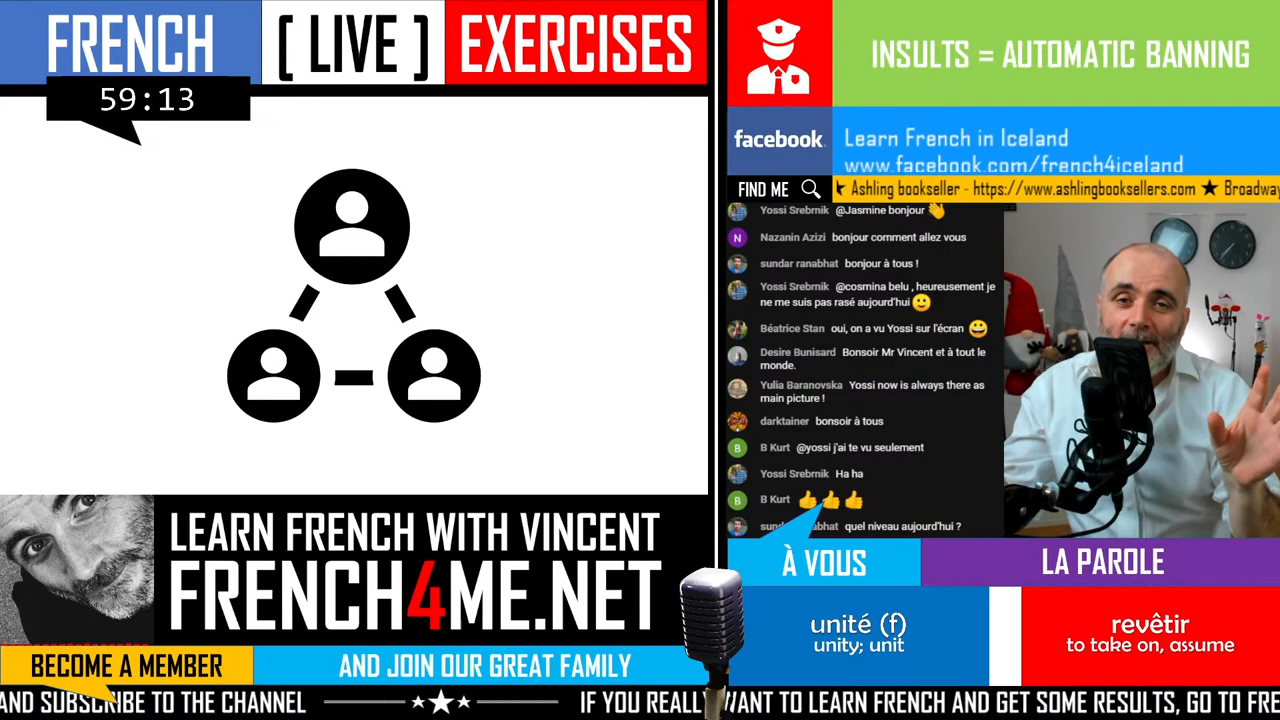 FRENCH
[ LIVE ]
EXERCISES
59:13
LEARN FRENCH WITH VINCENT
FRENCH4ME.NET
BECOME A MEMBER
AND JOIN OUR GREAT FAMILY
INSULTS = AUTOMATIC BANNING
facebook.
Learn French in Iceland
www.facebook.com/french4iceland
FIND ME
★ Ashling bookseller - https://www.ashlingbooksellers.com ★ Broadway
Yossi Srebrnik @Jasmine bonjour 👋
N
Nazanin Azizi bonjour comment allez vous
sundar ranabhat bonjour à tous !
Yossi Srebrnik @cosmina belu , heureusement je
ne me suis pas rasé aujourd'hui 🙂
Béatrice Stan oui, on a vu Yossi sur l'écran 😀
Desire Bunisard Bonsoir Mr Vincent et à tout le
monde.
Yulia Baranovska Yossi now is always there as
main picture !
darktainer bonsoir à tous
B
B Kurt @yossi j'ai te vu seulement
Yossi Srebrnik Ha ha
B
B Kurt 👍👍👍
quel niveau aujourd'hui ?
À VOUS
LA PAROLE
unité (f)
unity; unit
revêtir
to take on, assume
AND SUBSCRIBE TO THE CHANNEL
IF YOU REALLY WANT TO LEARN FRENCH AND GET SOME RESULTS, GO TO FRE